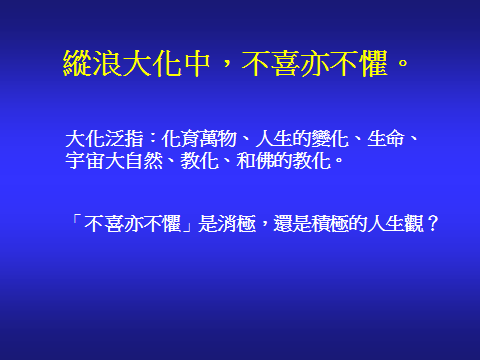 縱浪大化中，不喜亦不懼。
大化泛指：化育萬物、人生的變化、生命、
宇宙大自然、教化、和佛的教化。
「不喜亦不懼」是消極，還是積極的人生觀？